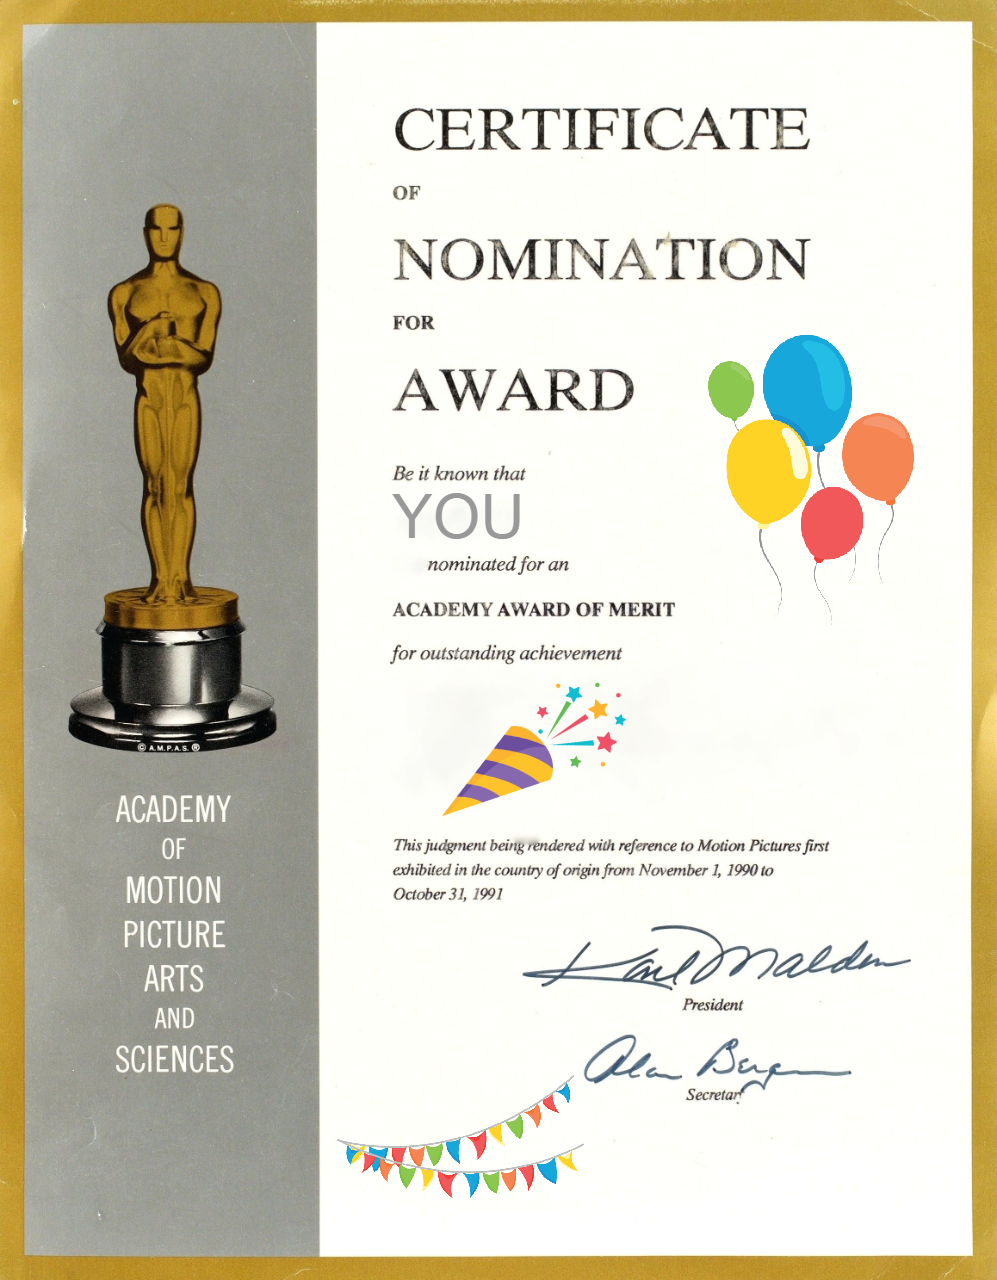 CERTIFICATE
OF
NOMINATION
FOR
AWARD
Be it known that
YOU
nominated for an
ACADEMY AWARD OF MERIT
for outstanding achievement
This judgment being rendered with reference to Motion Pictures first
exhibited in the country of origin from November 1, 1990 to
October 31, 1991
Karl Malden
President
Alan Bergman
Secretary
© A.M.P.A.S. ®
ACADEMY
OF
MOTION
PICTURE
ARTS
AND
SCIENCES